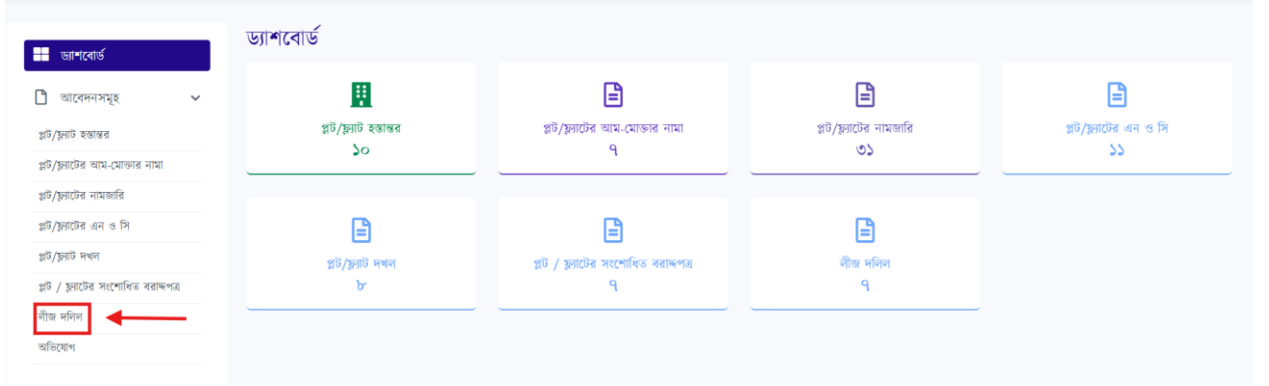 ড্যাশবোর্ড
আবেদনসমূহ
প্লট/ফ্ল্যাট হস্তান্তর
প্লট/ফ্ল্যাটের আম-মোক্তার নামা
প্লট/ফ্ল্যাটের নামজারি
প্লট/ফ্ল্যাটের এন ও সি
প্লট/ফ্ল্যাট দখল
প্লট / ফ্ল্যাটের সংশোধিত বরাদ্দপত্র
লীজ দলিল
অভিযোগ
ড্যাশবোর্ড
প্লট/ফ্ল্যাট হস্তান্তর
১০
প্লট/ফ্ল্যাটের আম-মোক্তার নামা
৭
প্লট/ফ্ল্যাটের নামজারি
৩১
প্লট/ফ্ল্যাটের এন ও সি
১১
প্লট/ফ্ল্যাট দখল
৮
প্লট / ফ্ল্যাটের সংশোধিত বরাদ্দপত্র
৭
লীজ দলিল
৭